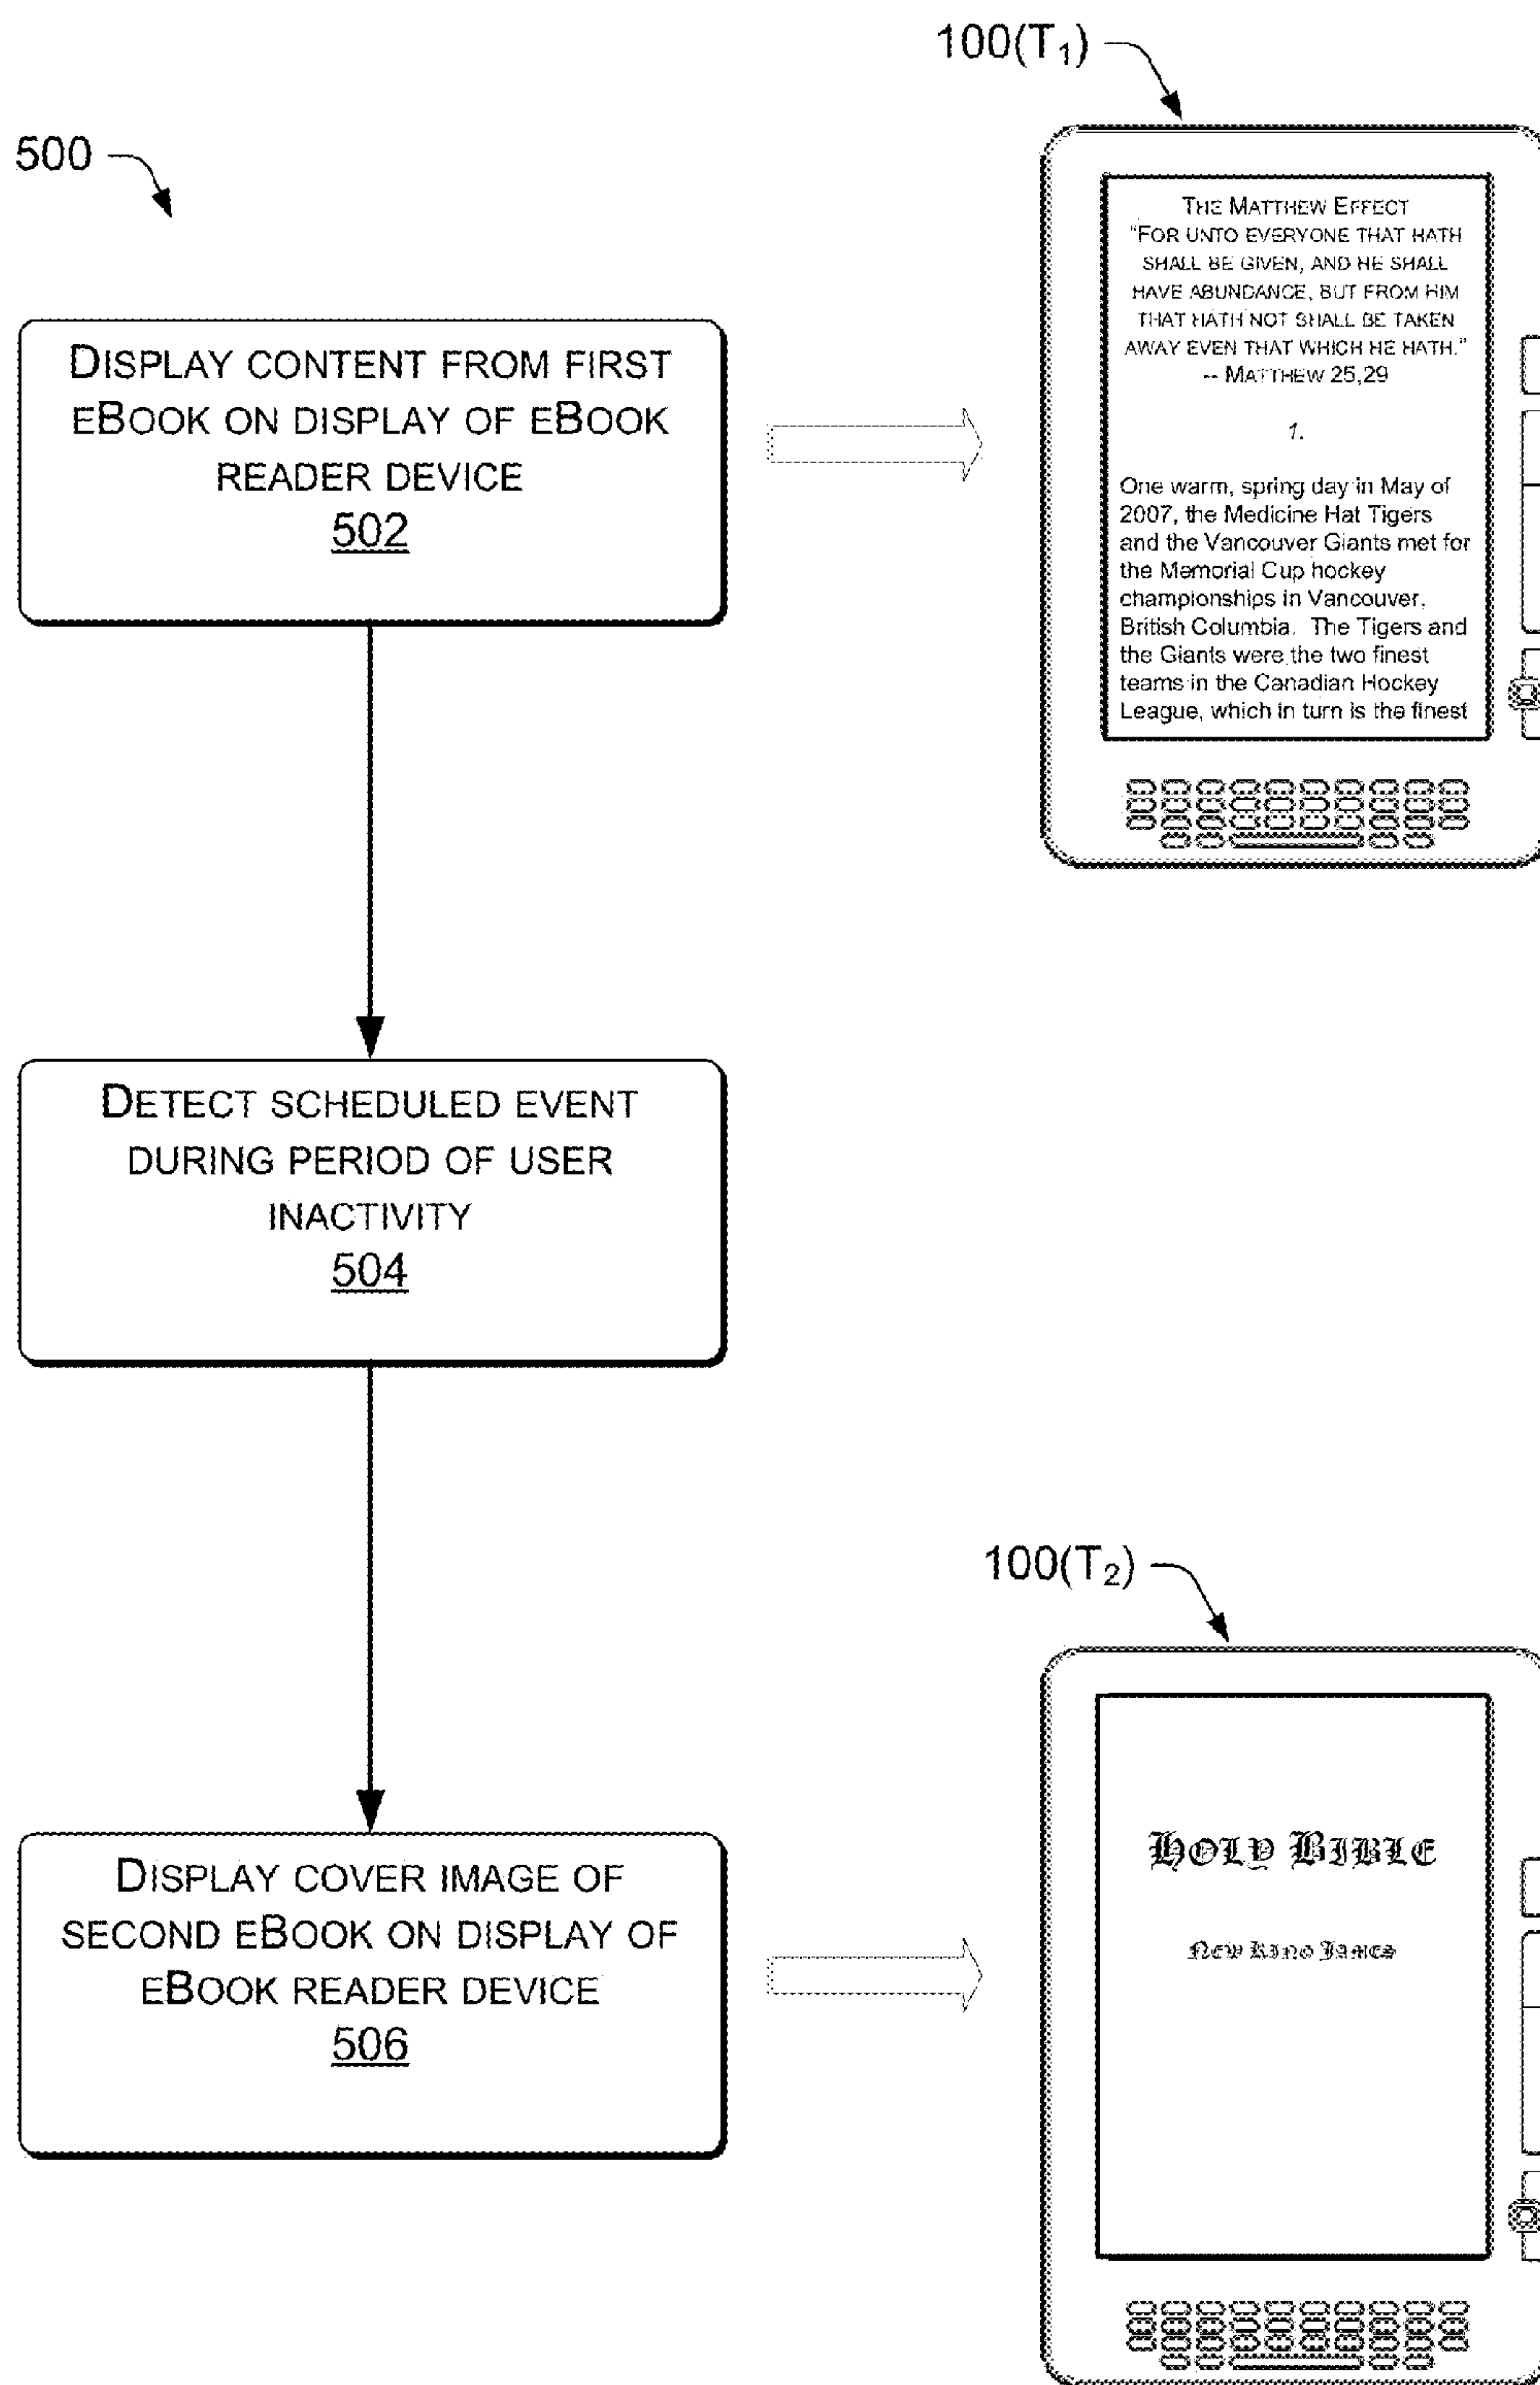 500
100(T₁)
DISPLAY CONTENT FROM FIRST
EBOOK ON DISPLAY OF EBOOK
READER DEVICE
502
THE MATTHEW EFFECT
"FOR UNTO EVERYONE THAT HATH
SHALL BE GIVEN, AND HE SHALL
HAVE ABUNDANCE, BUT FROM HIM
THAT HATH NOT SHALL BE TAKEN
AWAY EVEN THAT WHICH HE HATH."
-- MATTHEW 25,29
1.
One warm, spring day in May of
2007, the Medicine Hat Tigers
and the Vancouver Giants met for
the Memorial Cup hockey
championships in Vancouver,
British Columbia. The Tigers and
the Giants were the two finest
teams in the Canadian Hockey
League, which in turn is the finest
DETECT SCHEDULED EVENT
DURING PERIOD OF USER
INACTIVITY
504
100(T₂)
DISPLAY COVER IMAGE OF
SECOND EBOOK ON DISPLAY OF
EBOOK READER DEVICE
506
HOLY BIBLE
NEW KING JAMES